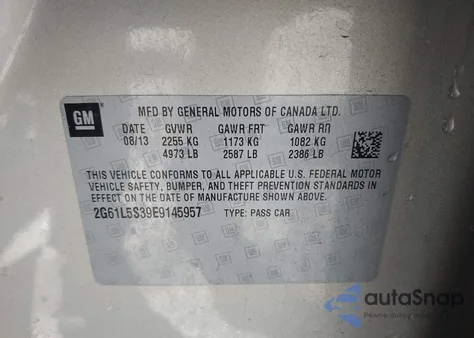 GM
MFD BY GENERAL MOTORS OF CANADA LTD.
DATE GVWR GAWR FRT GAWR RR
08/13 2255 KG 1173 KG 1082 KG
4973 LB 2587 LB 2386 LB
THIS VEHICLE CONFORMS TO ALL APPLICABLE U.S. FEDERAL MOTOR
VEHICLE SAFETY, BUMPER, AND THEFT PREVENTION STANDARDS IN
EFFECT ON THE DATE OF MANUFACTURE SHOWN ABOVE.
2G61L5S39E9145957 TYPE: PASS CAR
autoSnap
Pewne auta